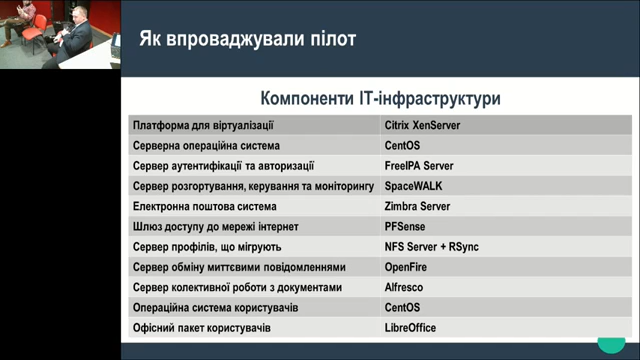 Як впроваджували пілот
Компоненти ІТ-інфраструктури
Платформа для віртуалізації Citrix XenServer
Серверна операційна система CentOS
Сервер аутентифікації та авторизації FreeIPA Server
Сервер розгортування, керування та моніторингу SpaceWALK
Електронна поштова система Zimbra Server
Шлюз доступу до мережі інтернет PFSense
Сервер профілів, що мігрують NFS Server + RSync
Сервер обміну миттєвими повідомленнями OpenFire
Сервер колективної роботи з документами Alfresco
Операційна система користувачів CentOS
Офісний пакет користувачів LibreOffice